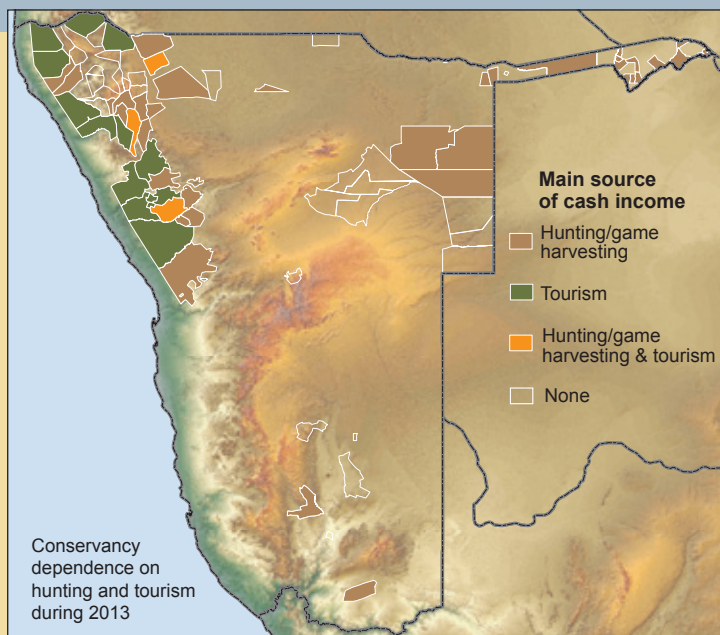 Main source
of cash income
Hunting/game
harvesting
Tourism
Hunting/game
harvesting & tourism
None
Conservancy
dependence on
hunting and tourism
during 2013